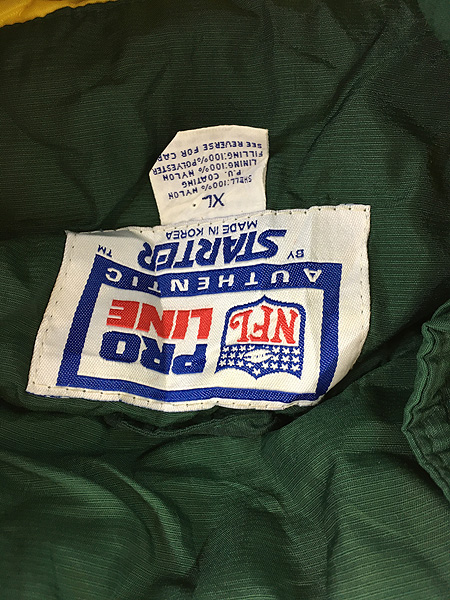 NFL
PRO
LINE
AUTHENTIC
BY STARTER ™
MADE IN KOREA
XL
SHELL:100% NYLON
P.U. COATING
LINING:100% NYLON
FILLING:100%POLYESTER
SEE REVERSE FOR CAR